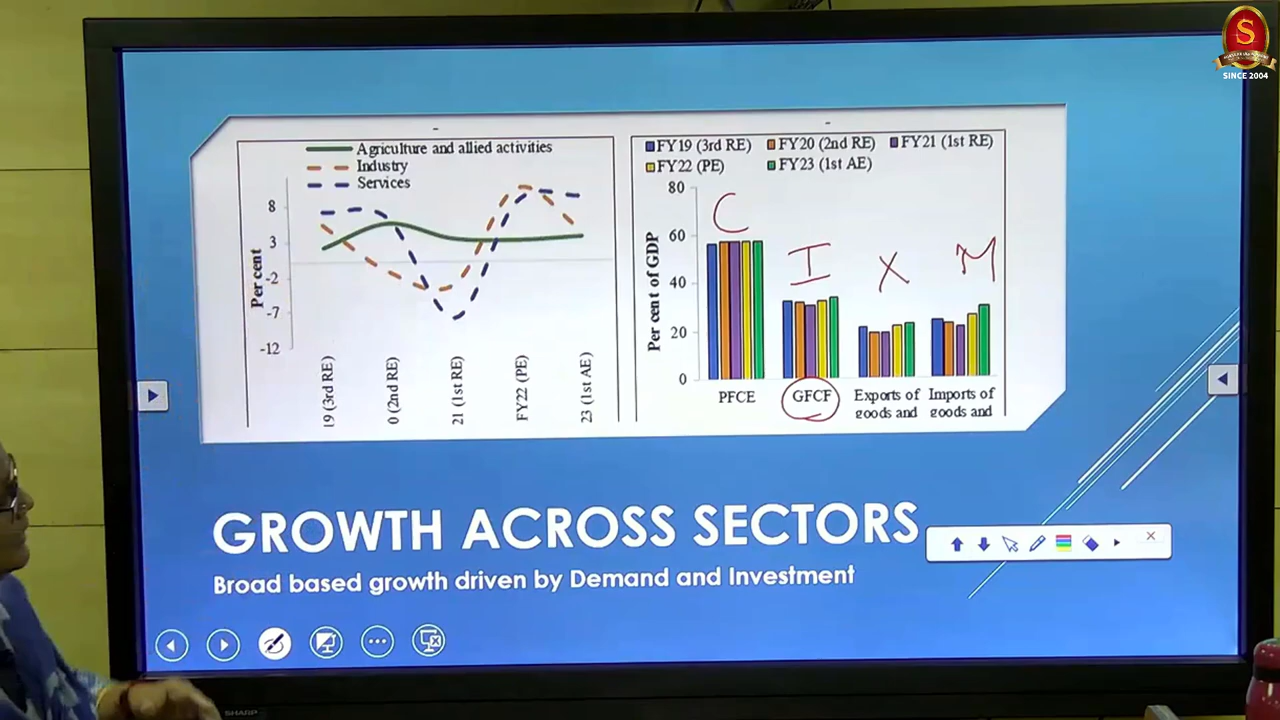 S
SINCE 2004
Agriculture and allied activities
Industry
Services
8
3
-2
-7
-12
Per cent
19 (3rd RE)
0 (2nd RE)
21 (1st RE)
FY22 (PE)
23 (1st AE)
FY19 (3rd RE) FY20 (2nd RE) FY21 (1st RE)
FY22 (PE) FY23 (1st AE)
80
60
40
20
0
Per cent of GDP
C
I X M
PFCE GFCF Exports of Imports of
goods and goods and
GROWTH ACROSS SECTORS
Broad based growth driven by Demand and Investment
SHARP